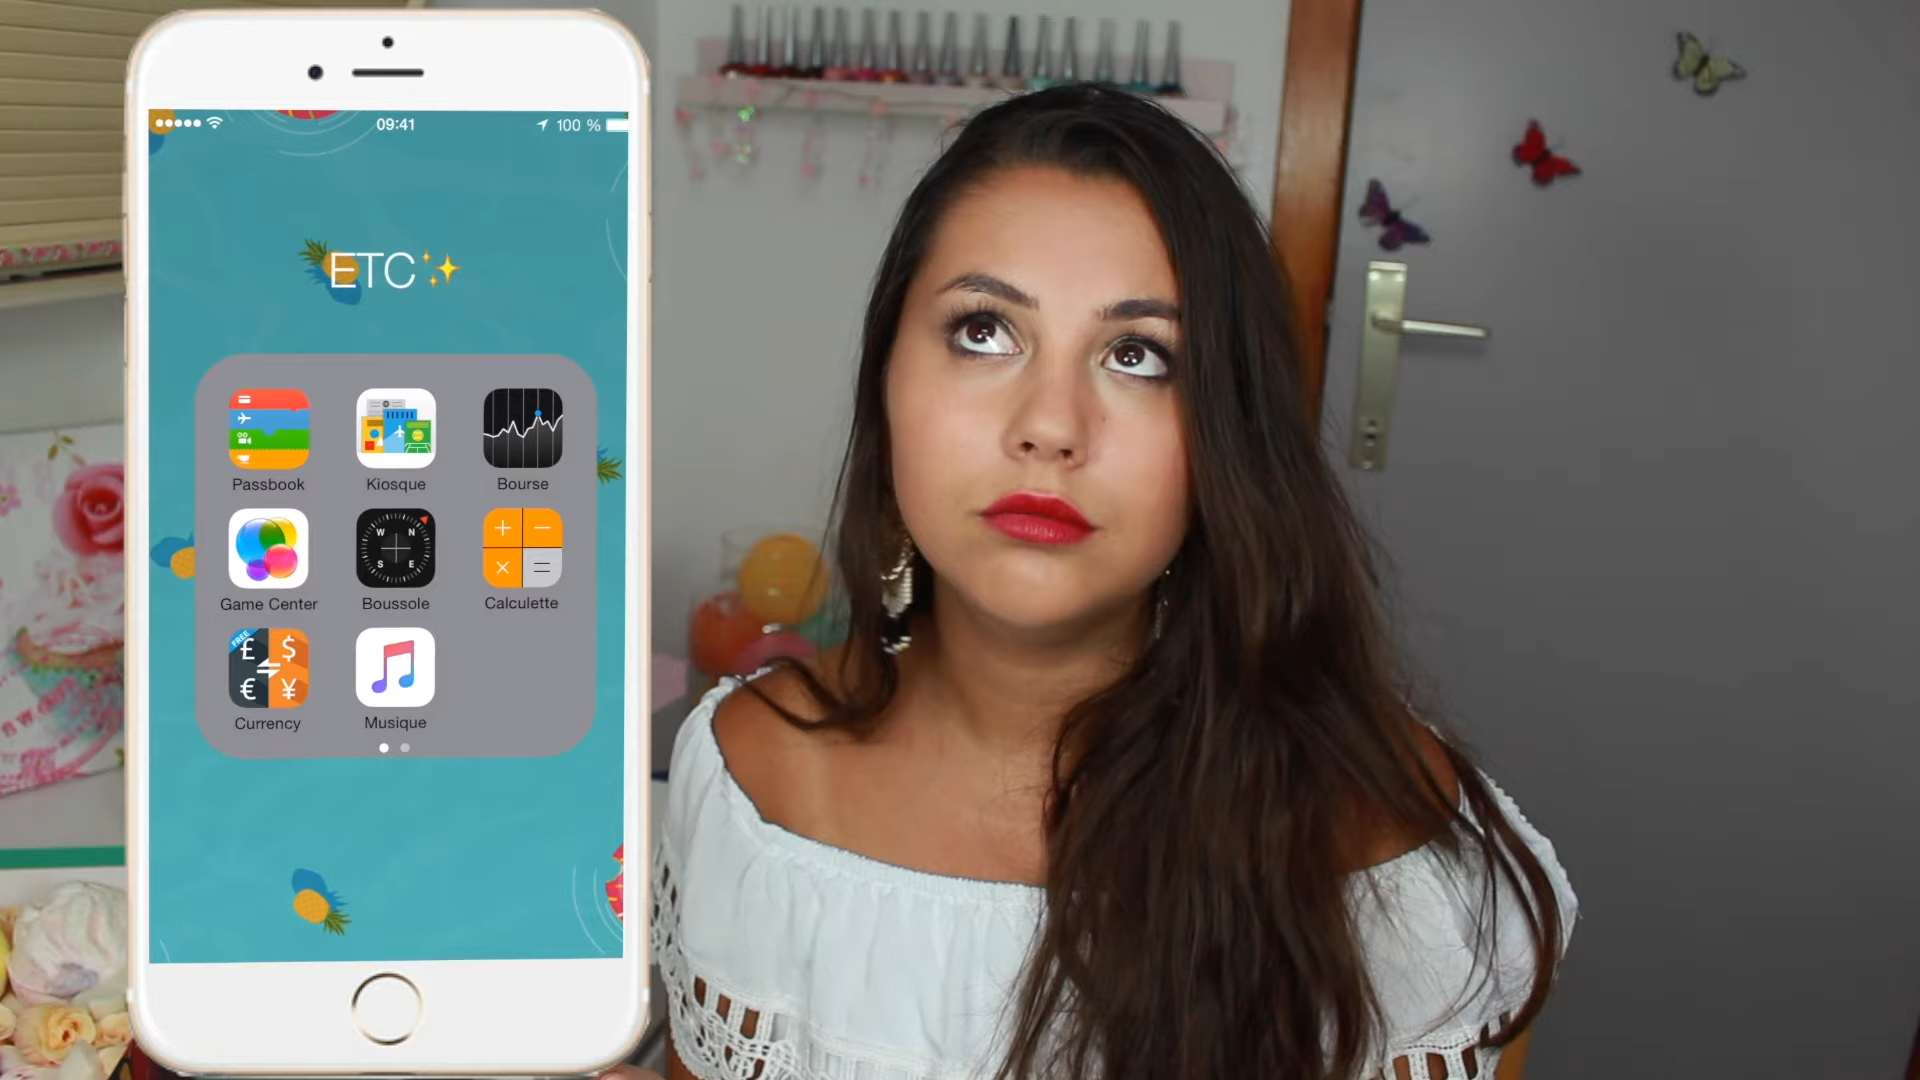 09:41
100 %
ETC✨
Passbook
Kiosque
Bourse
W N
S E
Game Center
Boussole
Calculette
FREE
£ $
€ ¥
Currency
Musique